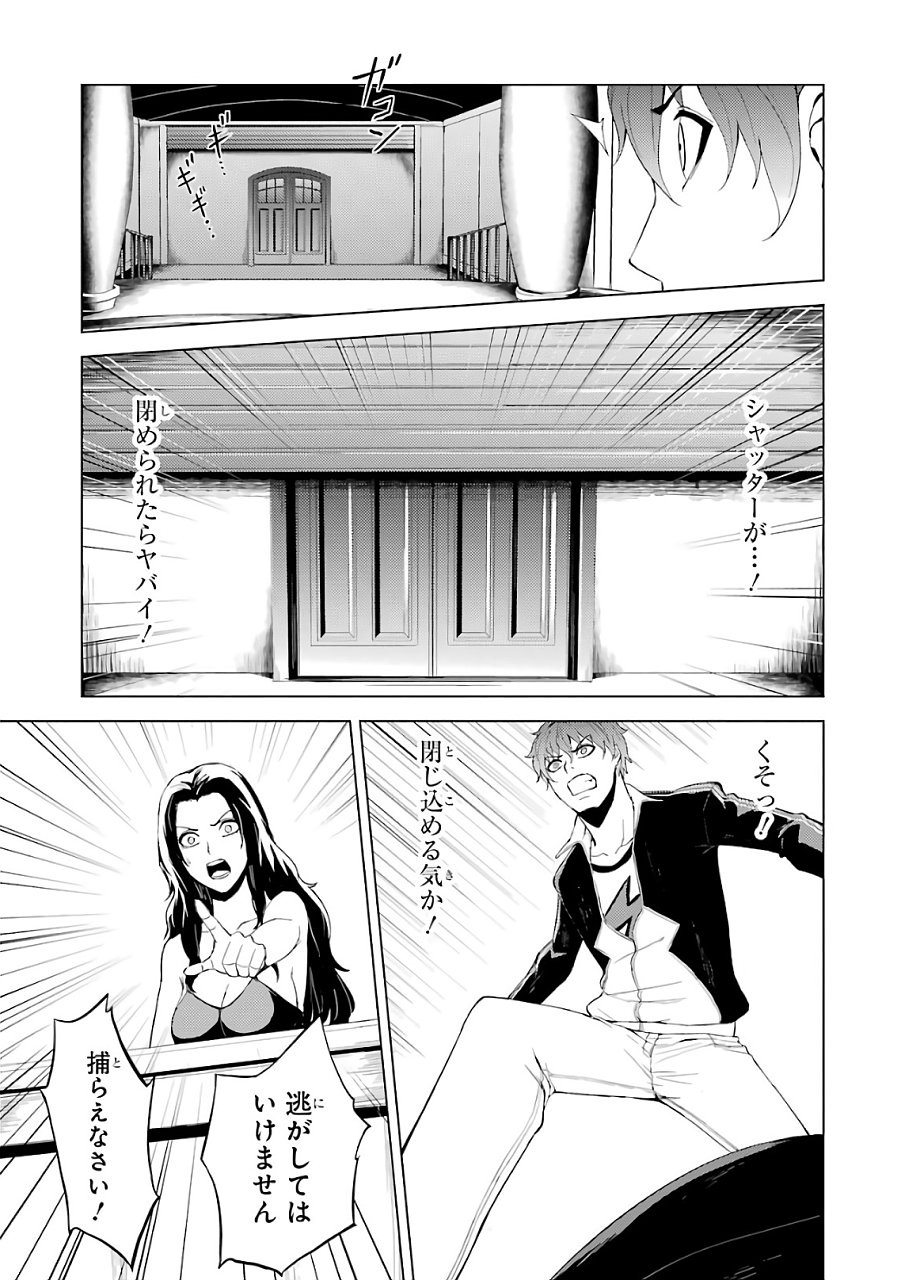 ガコン
ギギギ…
シャッターが…!
閉められたらヤバイ!
くそっ!
閉じ込める気か!
逃がしては
いけません
捕らえなさい!